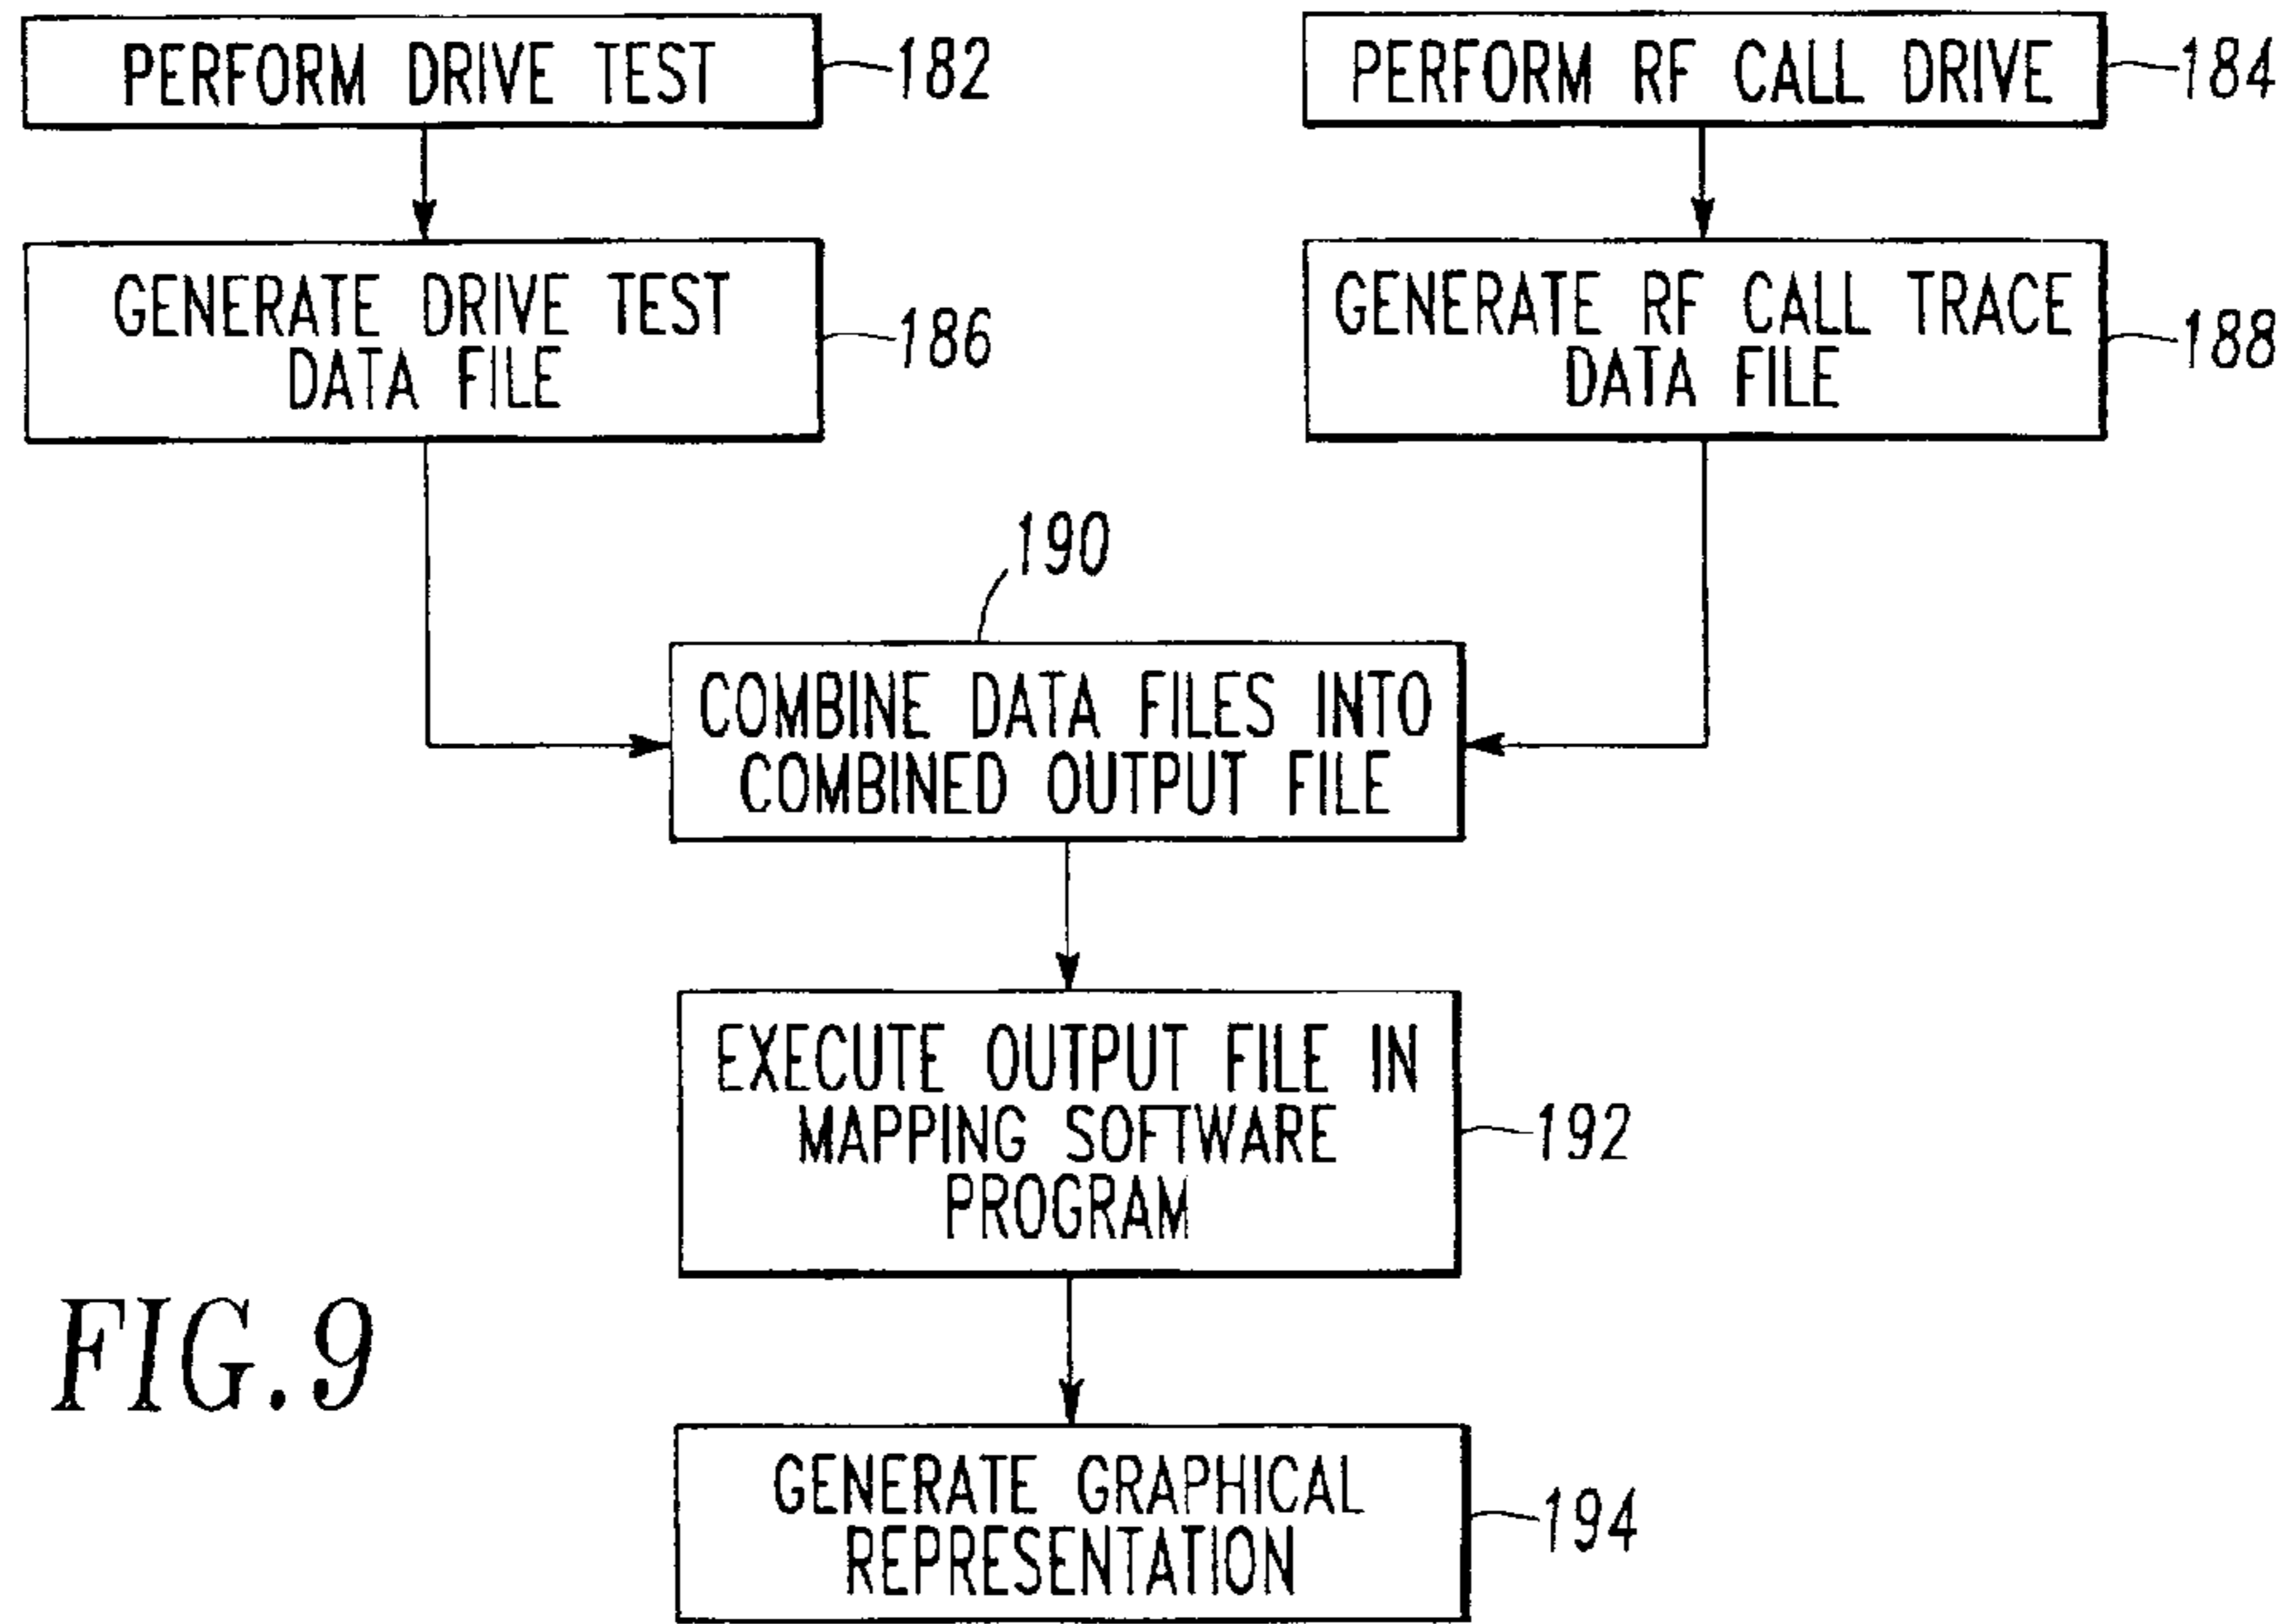 PERFORM DRIVE TEST
182
PERFORM RF CALL DRIVE
184
GENERATE DRIVE TEST
DATA FILE
186
GENERATE RF CALL TRACE
DATA FILE
188
190
COMBINE DATA FILES INTO
COMBINED OUTPUT FILE
EXECUTE OUTPUT FILE IN
MAPPING SOFTWARE
PROGRAM
192
GENERATE GRAPHICAL
REPRESENTATION
194
FIG.9